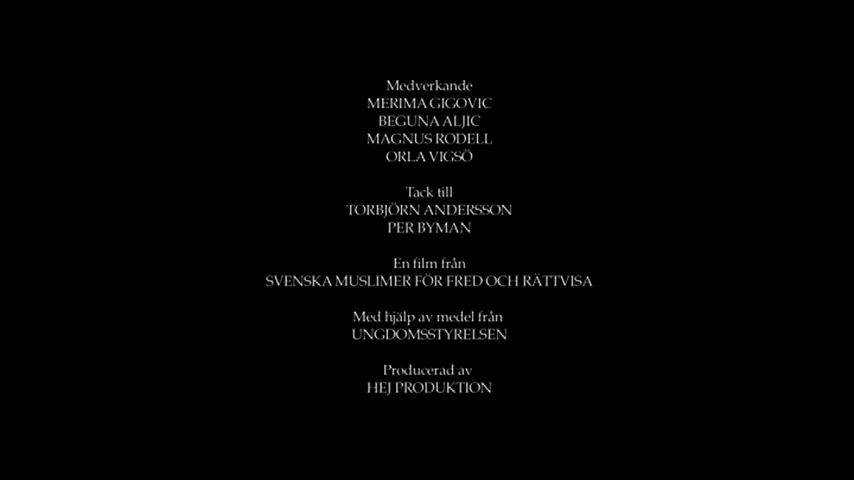 Medverkande
MERIMA GIGOVIC
BEGUNA ALJIC
MAGNUS RODELL
ORLA VIGSÖ
Tack till
TORBJÖRN ANDERSSON
PER BYMAN
En film från
SVENSKA MUSLIMER FÖR FRED OCH RÄTTVISA
Med hjälp av medel från
UNGDOMSSTYRELSEN
Producerad av
HEJ PRODUKTION